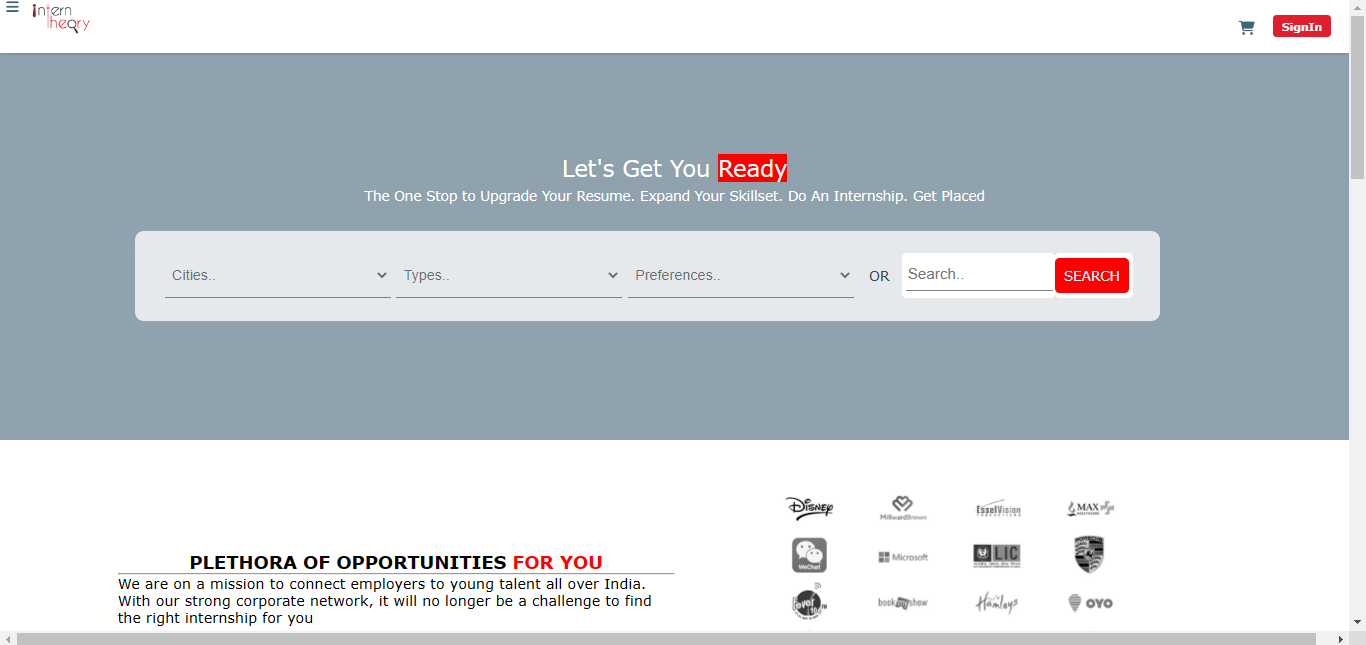 intern
theory
SignIn
Let's Get You Ready
The One Stop to Upgrade Your Resume. Expand Your Skillset. Do An Internship. Get Placed
Cities.. Types.. Preferences.. OR Search.. SEARCH
DISNEY MillwardBrown EsselVision MAX
HEALTHCARE
WeChat Microsoft LIC
PLETHORA OF OPPORTUNITIES FOR YOU
We are on a mission to connect employers to young talent all over India.
With our strong corporate network, it will no longer be a challenge to find
the right internship for you
bookmyshow Hamleys OYO